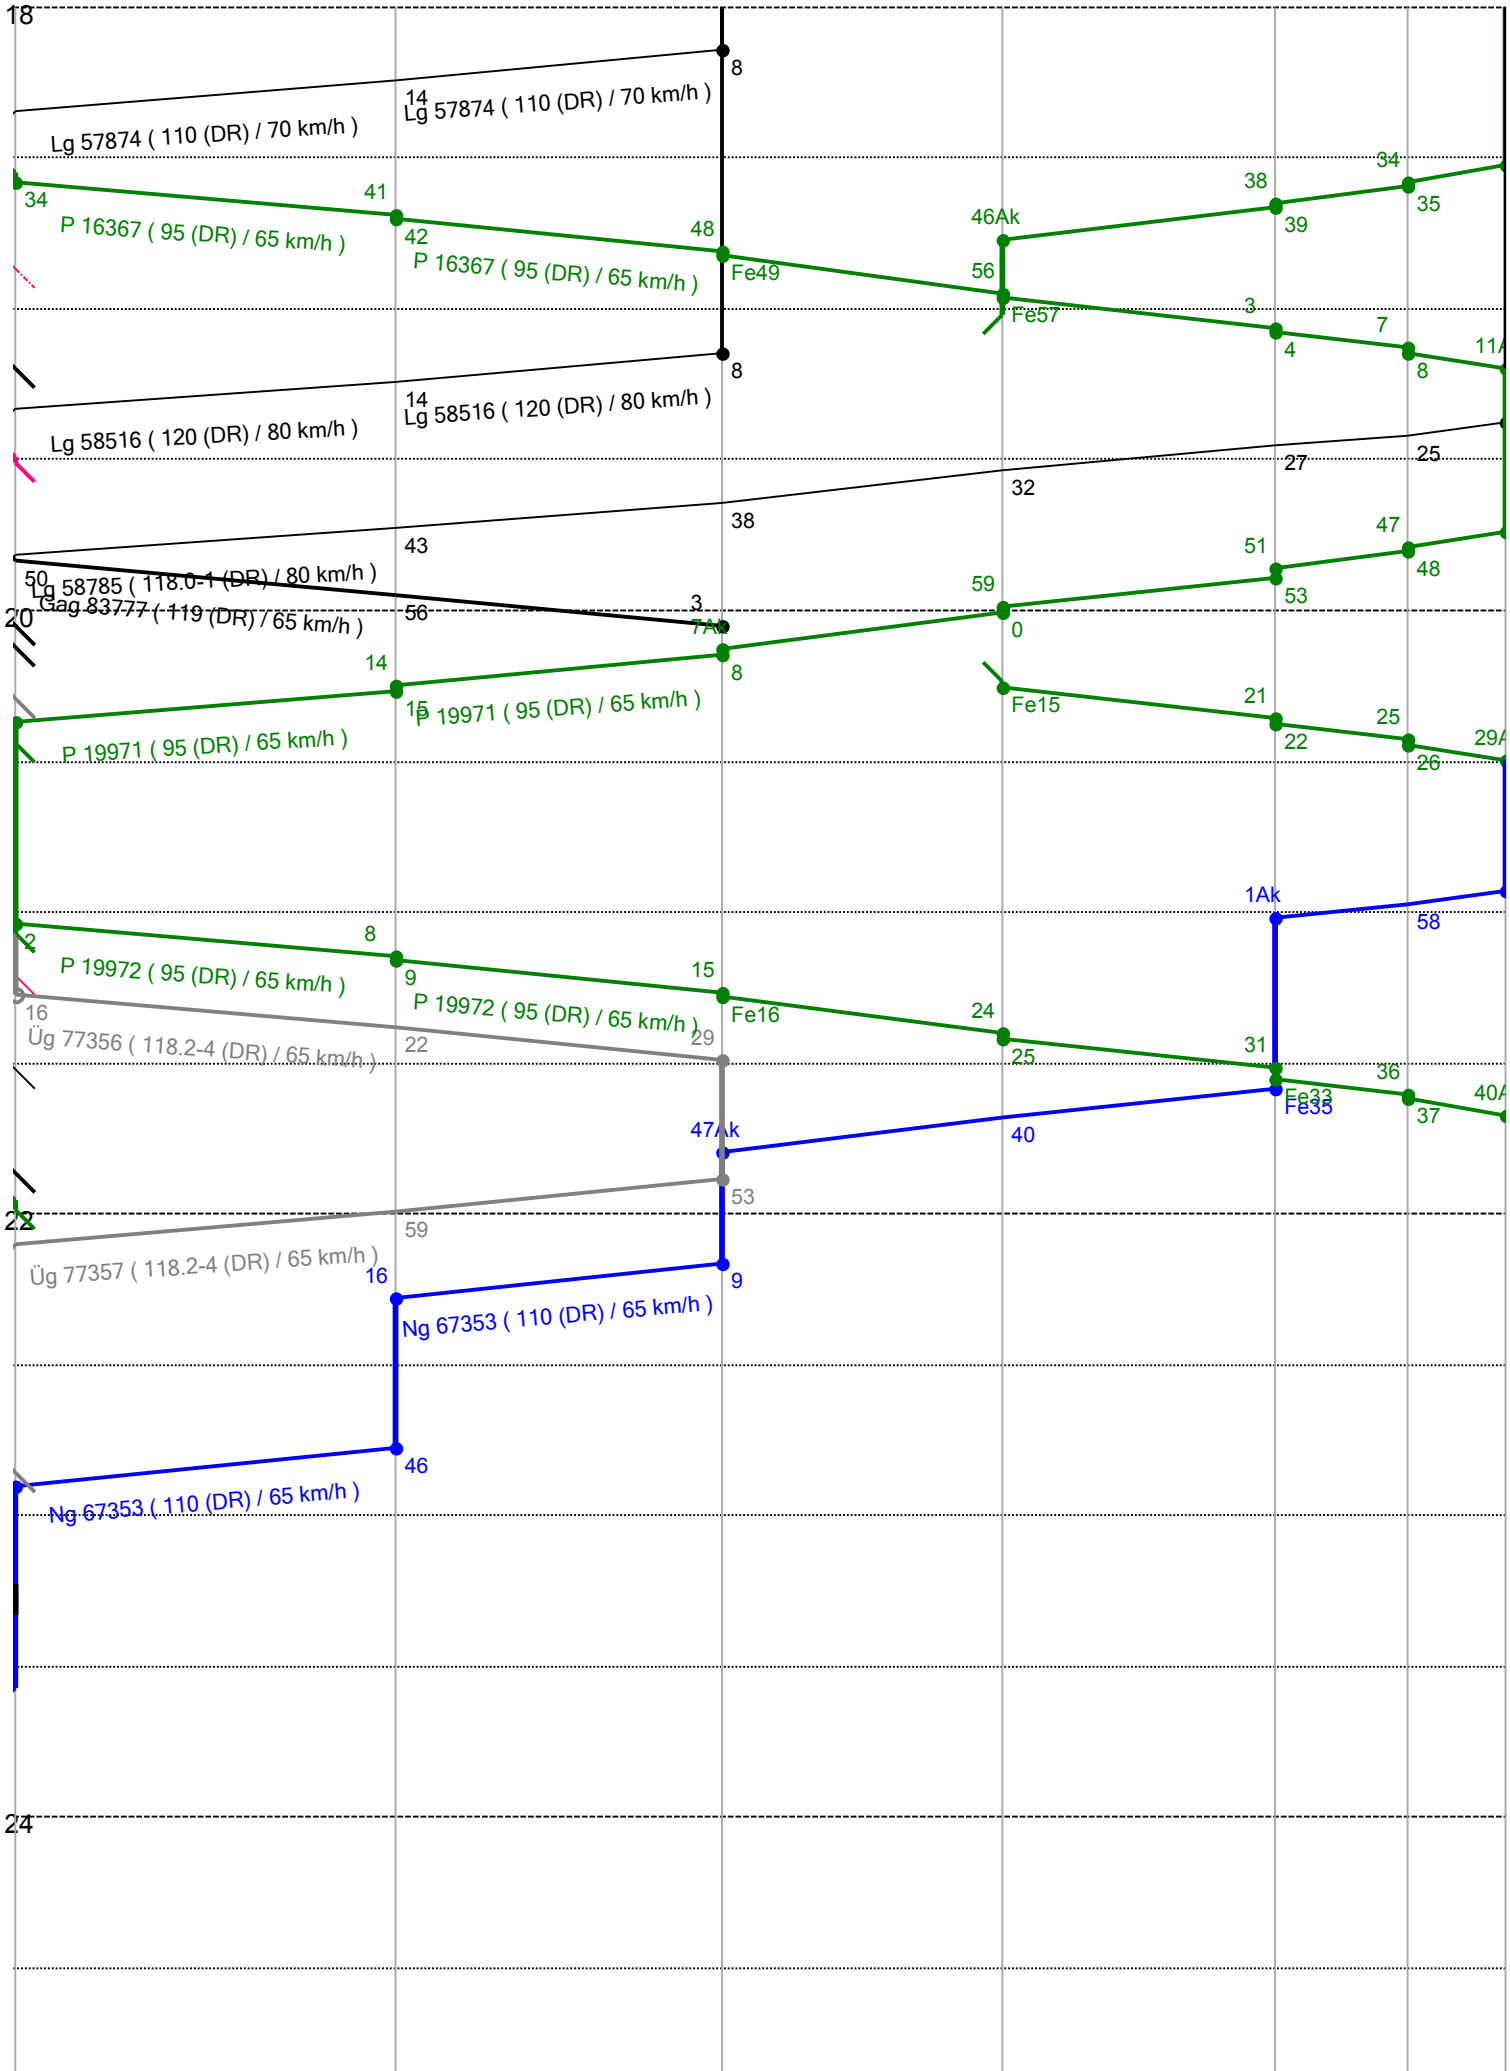 18
8
14
Lg 57874 ( 110 (DR) / 70 km/h )
Lg 57874 ( 110 (DR) / 70 km/h )
34
41
34
38
35
P 16367 ( 95 (DR) / 65 km/h )
42
48
46Ak
39
P 16367 ( 95 (DR) / 65 km/h )
Fe49
56
Fe57
3
7
4
11A
8
8
14
Lg 58516 ( 120 (DR) / 80 km/h )
Lg 58516 ( 120 (DR) / 80 km/h )
25
27
32
38
43
47
51
48
50
Lg 58785 ( 118.0-1 (DR) / 80 km/h )
Gag 83777 ( 119 (DR) / 65 km/h )
56
59
53
3
20
7Ak
0
14
8
15
P 19971 ( 95 (DR) / 65 km/h )
Fe15
21
P 19971 ( 95 (DR) / 65 km/h )
22
25
29A
26
1Ak
58
2
8
P 19972 ( 95 (DR) / 65 km/h )
9
15
P 19972 ( 95 (DR) / 65 km/h )
Fe16
16
24
Üg 77356 ( 118.2-4 (DR) / 65 km/h )
22
29
25
31
36
Fe33
Fe35
40A
37
47Ak
40
53
22
59
Üg 77357 ( 118.2-4 (DR) / 65 km/h )
16
9
Ng 67353 ( 110 (DR) / 65 km/h )
46
Ng 67353 ( 110 (DR) / 65 km/h )
24